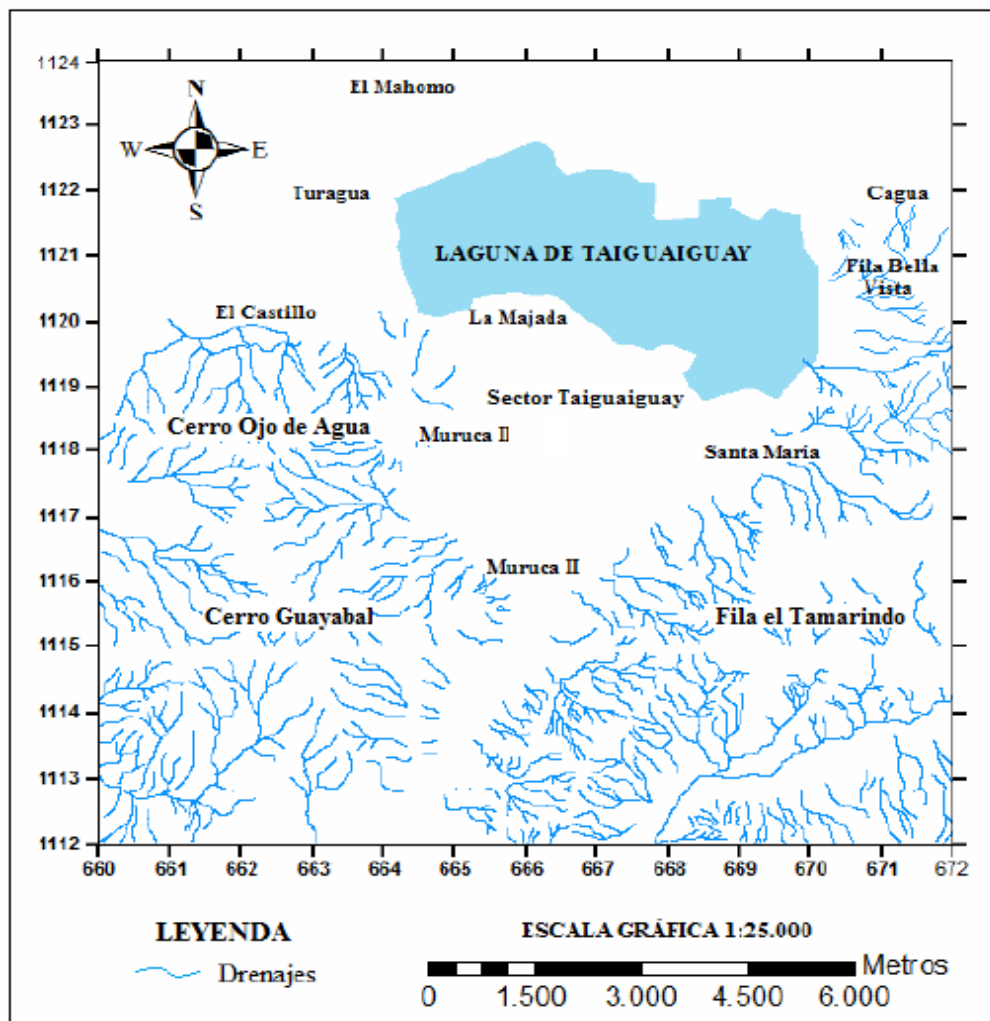 1124
El Mahomo
N
1123
W E
Turagua
1122
Cagua
S
1121
LAGUNA DE TAIGUAIGUAY
Fila Bella
Vista
El Castillo
La Majada
1120
1119
Sector Taiguaiguay
Cerro Ojo de Agua
Muruca II
1118
Santa María
1117
Muruca II
1116
Cerro Guayabal
Fila el Tamarindo
1115
1114
1113
1112
660 661 662 663 664 665 666 667 668 669 670 671 672
LEYENDA
Drenajes
ESCALA GRÁFICA 1:25.000
Metros
0 1.500 3.000 4.500 6.000